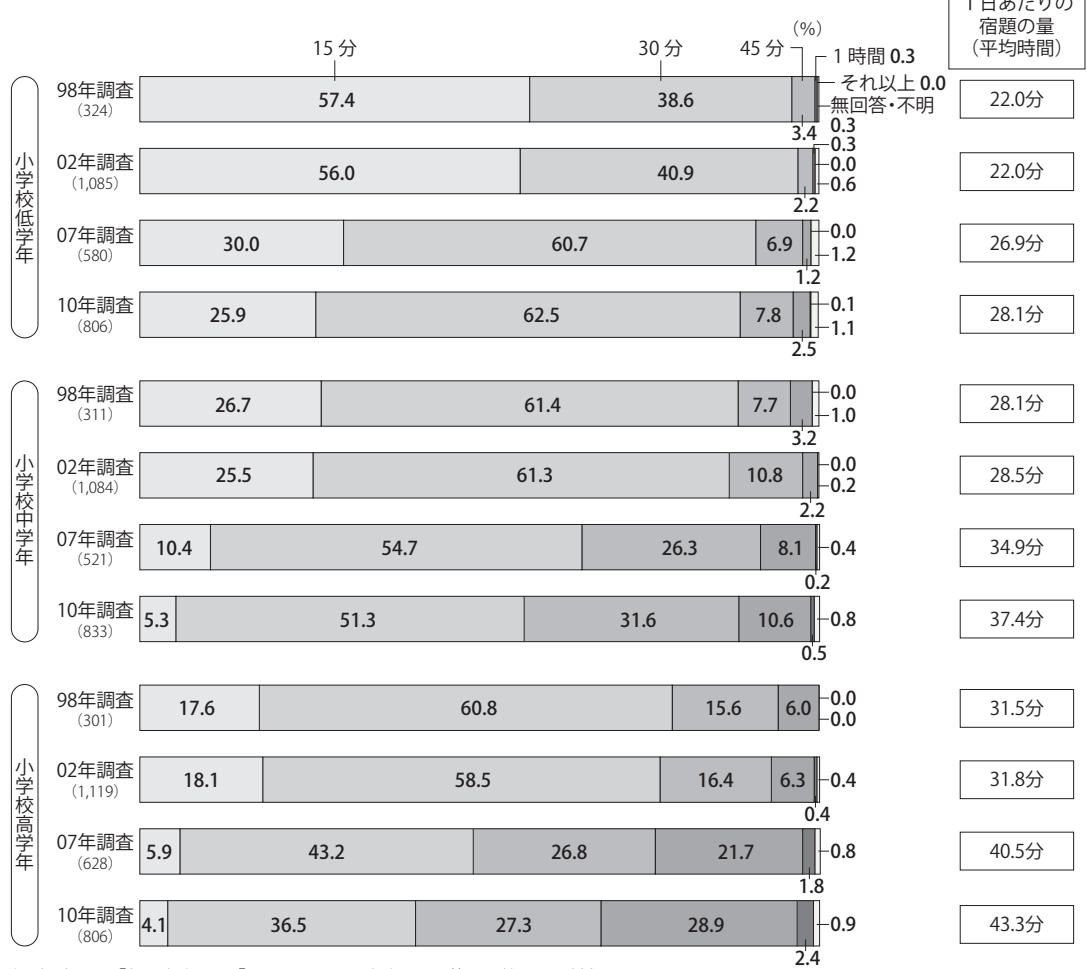 1日あたりの
宿題の量
（平均時間）
(%)
15分 30分 45分
1時間 0.3
それ以上 0.0
無回答・不明
0.3
小学校低学年
98年調査 57.4 38.6 3.4 22.0分
(324)
02年調査 56.0 40.9 2.2 0.3 0.0 0.6 22.0分
(1,085)
07年調査 30.0 60.7 6.9 1.2 0.0 1.2 26.9分
(580)
10年調査 25.9 62.5 7.8 2.5 0.1 1.1 28.1分
(806)
小学校中学年
98年調査 26.7 61.4 7.7 3.2 0.0 1.0 28.1分
(311)
02年調査 25.5 61.3 10.8 2.2 0.0 0.2 28.5分
(1,084)
07年調査 10.4 54.7 26.3 8.1 0.2 0.4 34.9分
(521)
10年調査 5.3 51.3 31.6 10.6 0.5 0.8 37.4分
(833)
小学校高学年
98年調査 17.6 60.8 15.6 6.0 0.0 0.0 31.5分
(301)
02年調査 18.1 58.5 16.4 6.3 0.4 0.4 31.8分
(1,119)
07年調査 5.9 43.2 26.8 21.7 1.8 0.8 40.5分
(628)
10年調査 4.1 36.5 27.3 28.9 2.4 0.9 43.3分
(806)